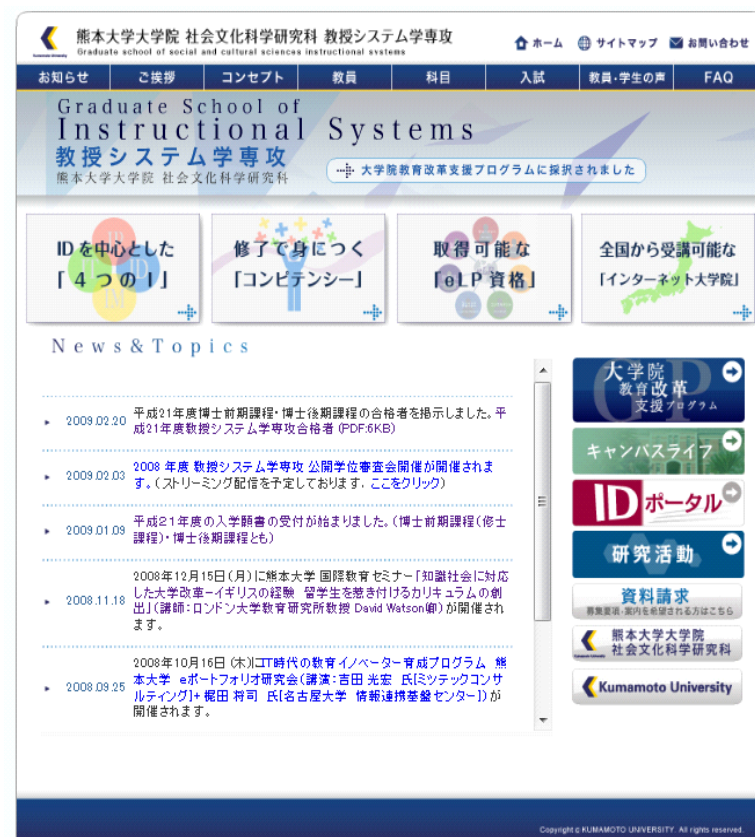 熊本大学大学院 社会文化科学研究科 教授システム学専攻
Graduate school of social and cultural sciences instructional systems
ホーム サイトマップ お問い合わせ
お知らせ ご挨拶 コンセプト 教員 科目 入試 教員・学生の声 FAQ
Graduate School of
Instructional Systems
教授システム学専攻
熊本大学大学院 社会文化科学研究科
大学院教育改革支援プログラムに採択されました
IDを中心とした
「4つのI」
修了で身につく
「コンピテンシー」
取得可能な
「eLP資格」
全国から受講可能な
「インターネット大学院」
News&Topics
2009.02.20 平成21年度博士前期課程・博士後期課程の合格者を掲示しました。平
成21年度教授システム学専攻合格者 (PDF:6KB)
2009.02.03 2008 年度 教授システム学専攻 公開学位審査会開催が開催されま
す。(ストリーミング配信を予定しております. ここをクリック)
2009.01.09 平成21年度の入学願書の受付が始まりました。(博士前期課程(修士
課程)・博士後期課程とも)
2008年12月15日(月)に熊本大学 国際教育セミナー「知識社会に対応
2008.11.18 した大学改革ーイギリスの経験 留学生を惹き付けるカリキュラムの創
出」(講師:ロンドン大学教育研究所教授 David Watson卿)が開催され
ます。
2008年10月16日 (木)にIT時代の教育イノベーター育成プログラム 熊
2008.09.25 本大学 eポートフォリオ研究会(講演:吉田 光宏 氏[ミツテックコンサ
ルティング]+ 梶田 将司 氏[名古屋大学 情報連携基盤センター])が
開催されます。
GP
大学院
教育改革
支援プログラム
キャンパスライフ
IDポータル
研究活動
資料請求
募集要項・案内を希望される方はこちら
熊本大学大学院
社会文化科学研究科
Kumamoto University
Copyright c KUMAMOTO UNIVERSITY. All rights reserved.